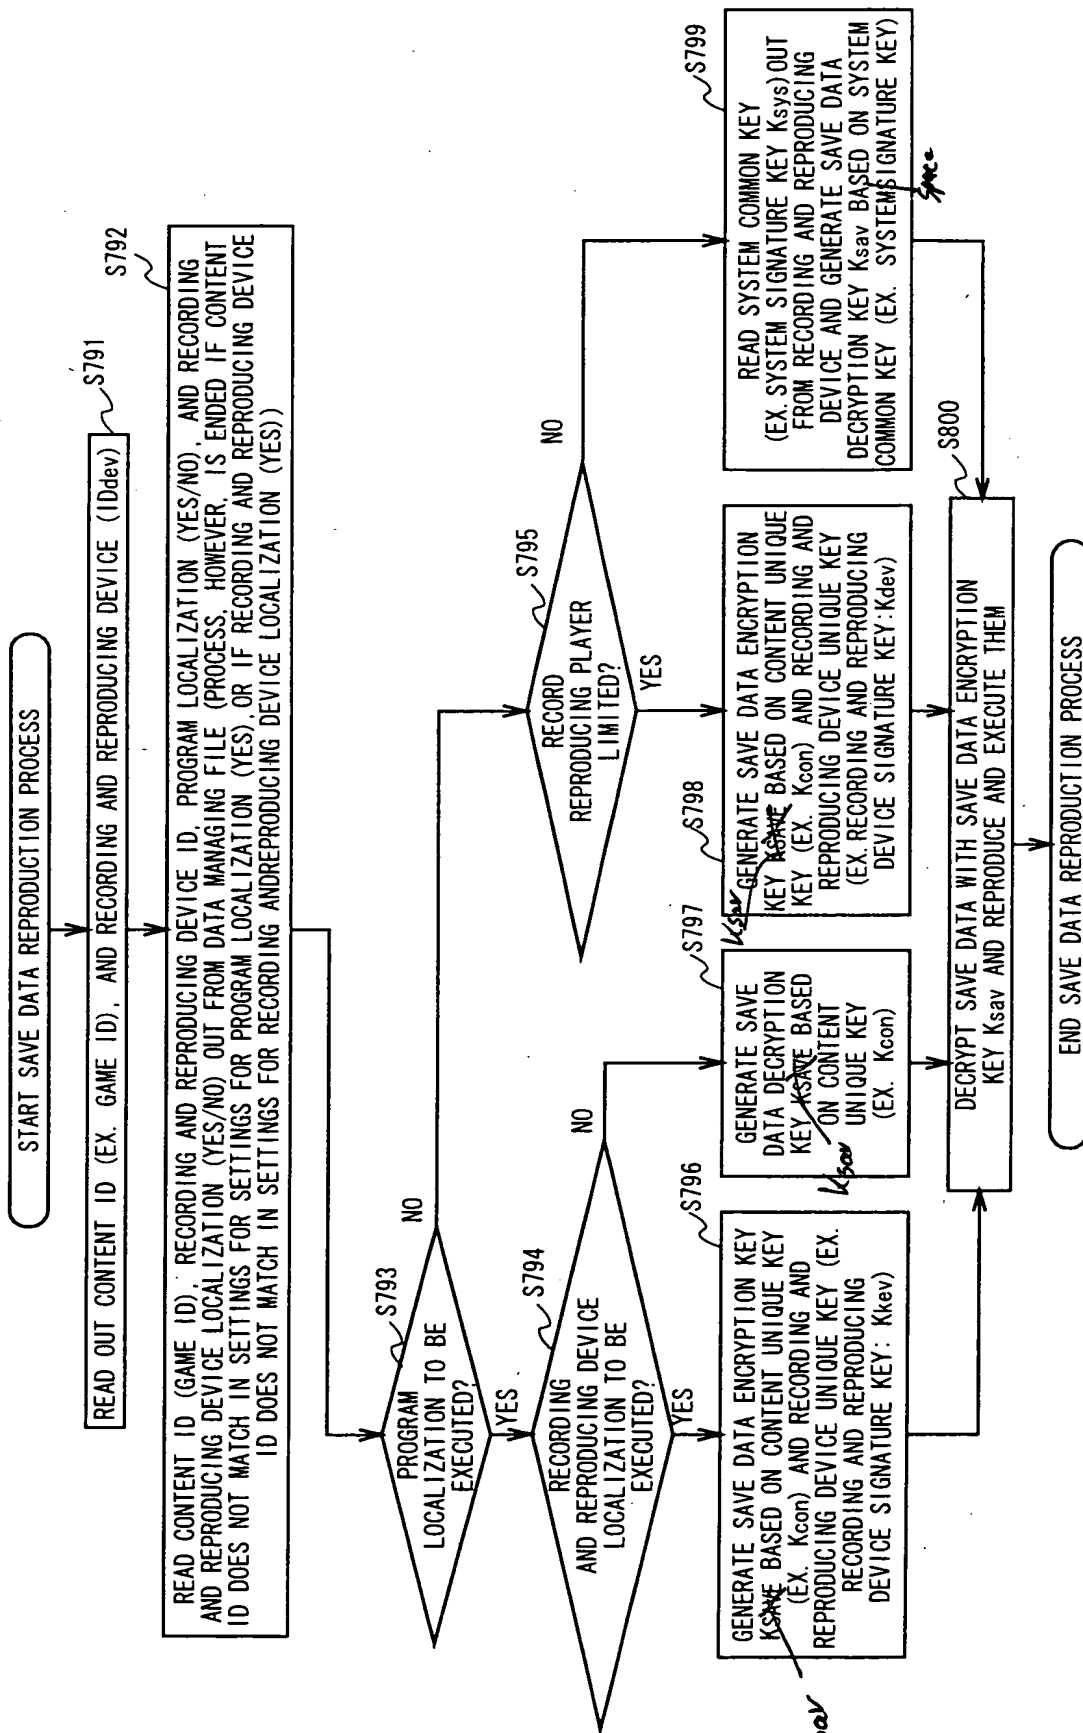 START SAVE DATA REPRODUCTION PROCESS
S791
READ OUT CONTENT ID (EX. GAME ID), AND RECORDING AND REPRODUCING DEVICE (IDdev)
S792
READ CONTENT ID (GAME ID), RECORDING AND REPRODUCING DEVICE ID, PROGRAM LOCALIZATION (YES/NO), AND RECORDING
AND REPRODUCING DEVICE LOCALIZATION (YES/NO) OUT FROM DATA MANAGING FILE (PROCESS, HOWEVER, IS ENDED IF CONTENT
ID DOES NOT MATCH IN SETTINGS FOR SETTINGS FOR PROGRAM LOCALIZATION (YES), OR IF RECORDING AND REPRODUCING DEVICE
ID DOES NOT MATCH IN SETTINGS FOR RECORDING ANDREPRODUCING DEVICE LOCALIZATION (YES))
S793
PROGRAM
LOCALIZATION TO BE
EXECUTED?
NO
YES
S794
RECORDING
AND REPRODUCING DEVICE
LOCALIZATION TO BE
EXECUTED?
NO
YES
S795
RECORD
REPRODUCING PLAYER
LIMITED?
NO
YES
S796
GENERATE SAVE DATA ENCRYPTION KEY
KSAVE BASED ON CONTENT UNIQUE KEY
(EX. Kcon) AND RECORDING AND
REPRODUCING DEVICE UNIQUE KEY (EX.
RECORDING AND REPRODUCING
DEVICE SIGNATURE KEY: Kkev)
S797
GENERATE SAVE
DATA DECRYPTION
KEY KSAVE BASED
ON CONTENT
UNIQUE KEY
(EX. Kcon)
Ksav
S798
GENERATE SAVE DATA ENCRYPTION
KEY KSAVE BASED ON CONTENT UNIQUE
KEY (EX. Kcon) AND RECORDING AND
REPRODUCING DEVICE UNIQUE KEY
(EX. RECORDING AND REPRODUCING
DEVICE SIGNATURE KEY:Kdev)
Ksav
S799
READ SYSTEM COMMON KEY
(EX. SYSTEM SIGNATURE KEY Ksys)OUT
FROM RECORDING AND REPRODUCING
DEVICE AND GENERATE SAVE DATA
DECRYPTION KEY Ksav BASED ON SYSTEM
COMMON KEY (EX. SYSTEMSIGNATURE KEY)
space
S800
DECRYPT SAVE DATA WITH SAVE DATA ENCRYPTION
KEY Ksav AND REPRODUCE AND EXECUTE THEM
END SAVE DATA REPRODUCTION PROCESS